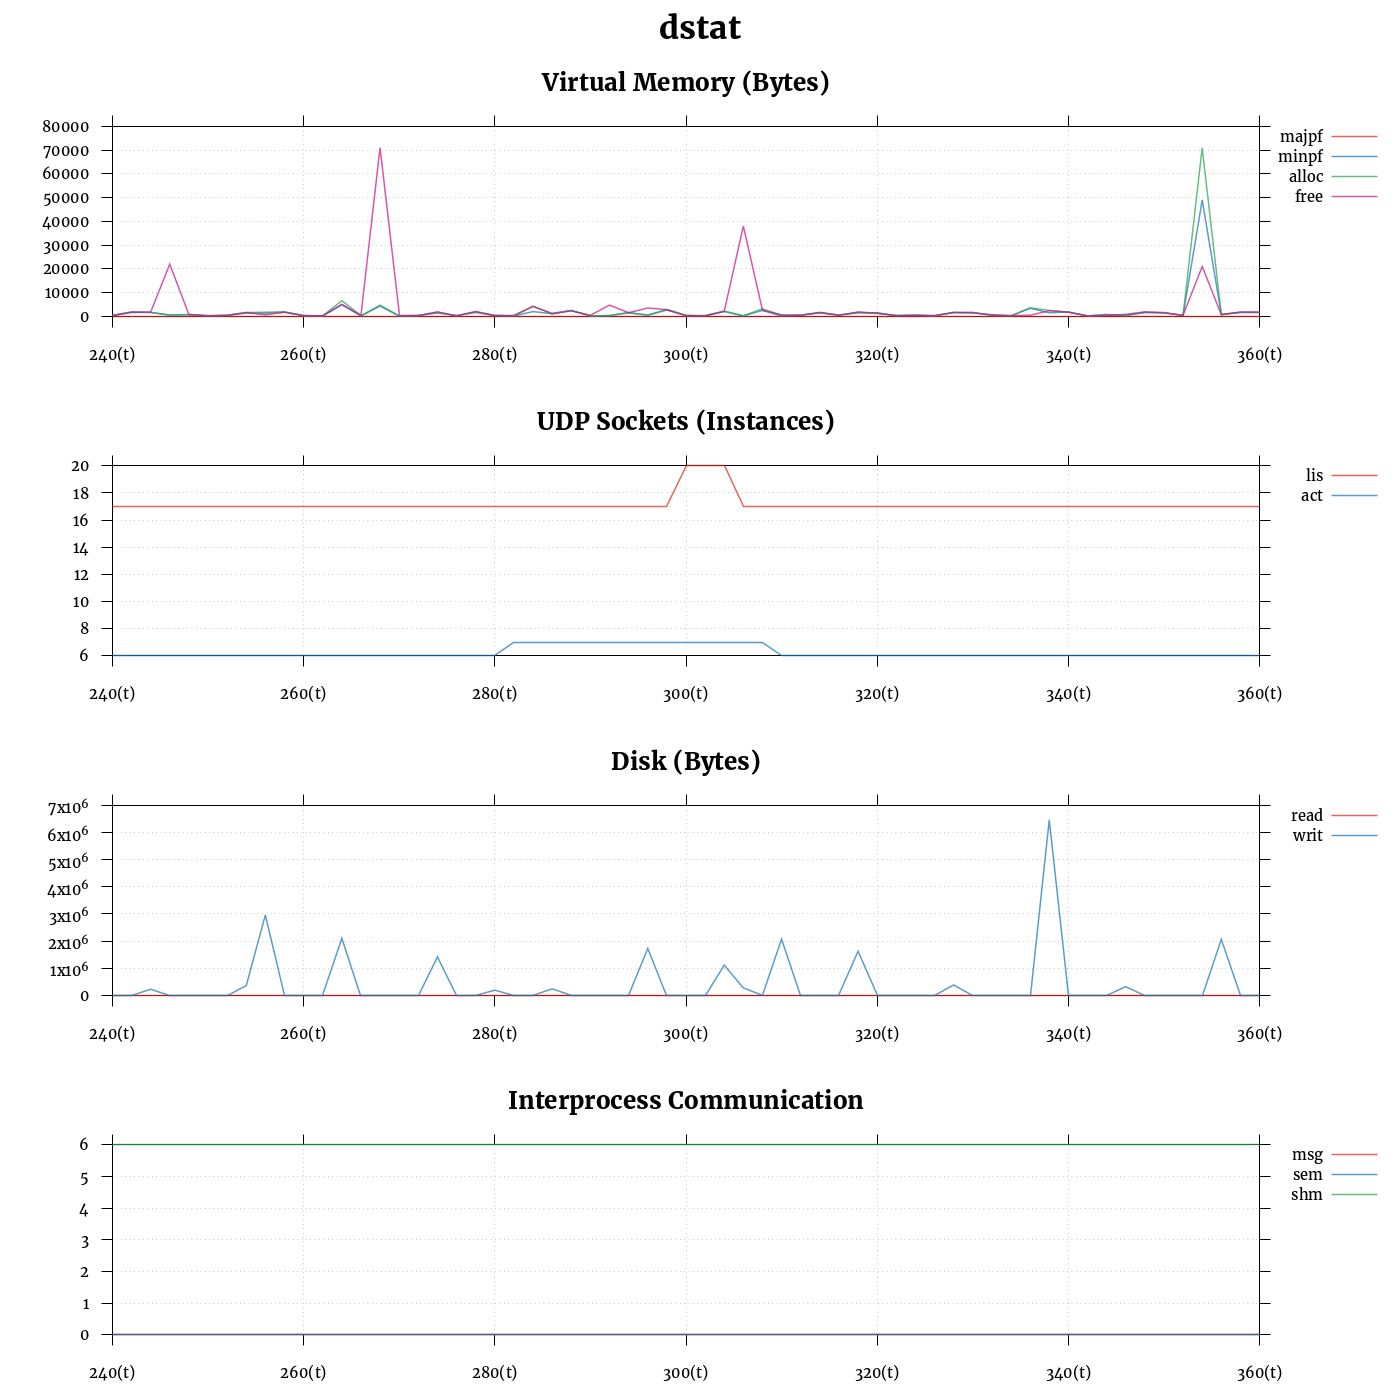 dstat
Virtual Memory (Bytes)
80000
70000
60000
50000
40000
30000
20000
10000
0
240(t) 260(t) 280(t) 300(t) 320(t) 340(t) 360(t)
majpf
minpf
alloc
free
UDP Sockets (Instances)
20
18
16
14
12
10
8
6
240(t) 260(t) 280(t) 300(t) 320(t) 340(t) 360(t)
lis
act
Disk (Bytes)
7x10⁶
6x10⁶
5x10⁶
4x10⁶
3x10⁶
2x10⁶
1x10⁶
0
240(t) 260(t) 280(t) 300(t) 320(t) 340(t) 360(t)
read
writ
Interprocess Communication
6
5
4
3
2
1
0
240(t) 260(t) 280(t) 300(t) 320(t) 340(t) 360(t)
msg
sem
shm